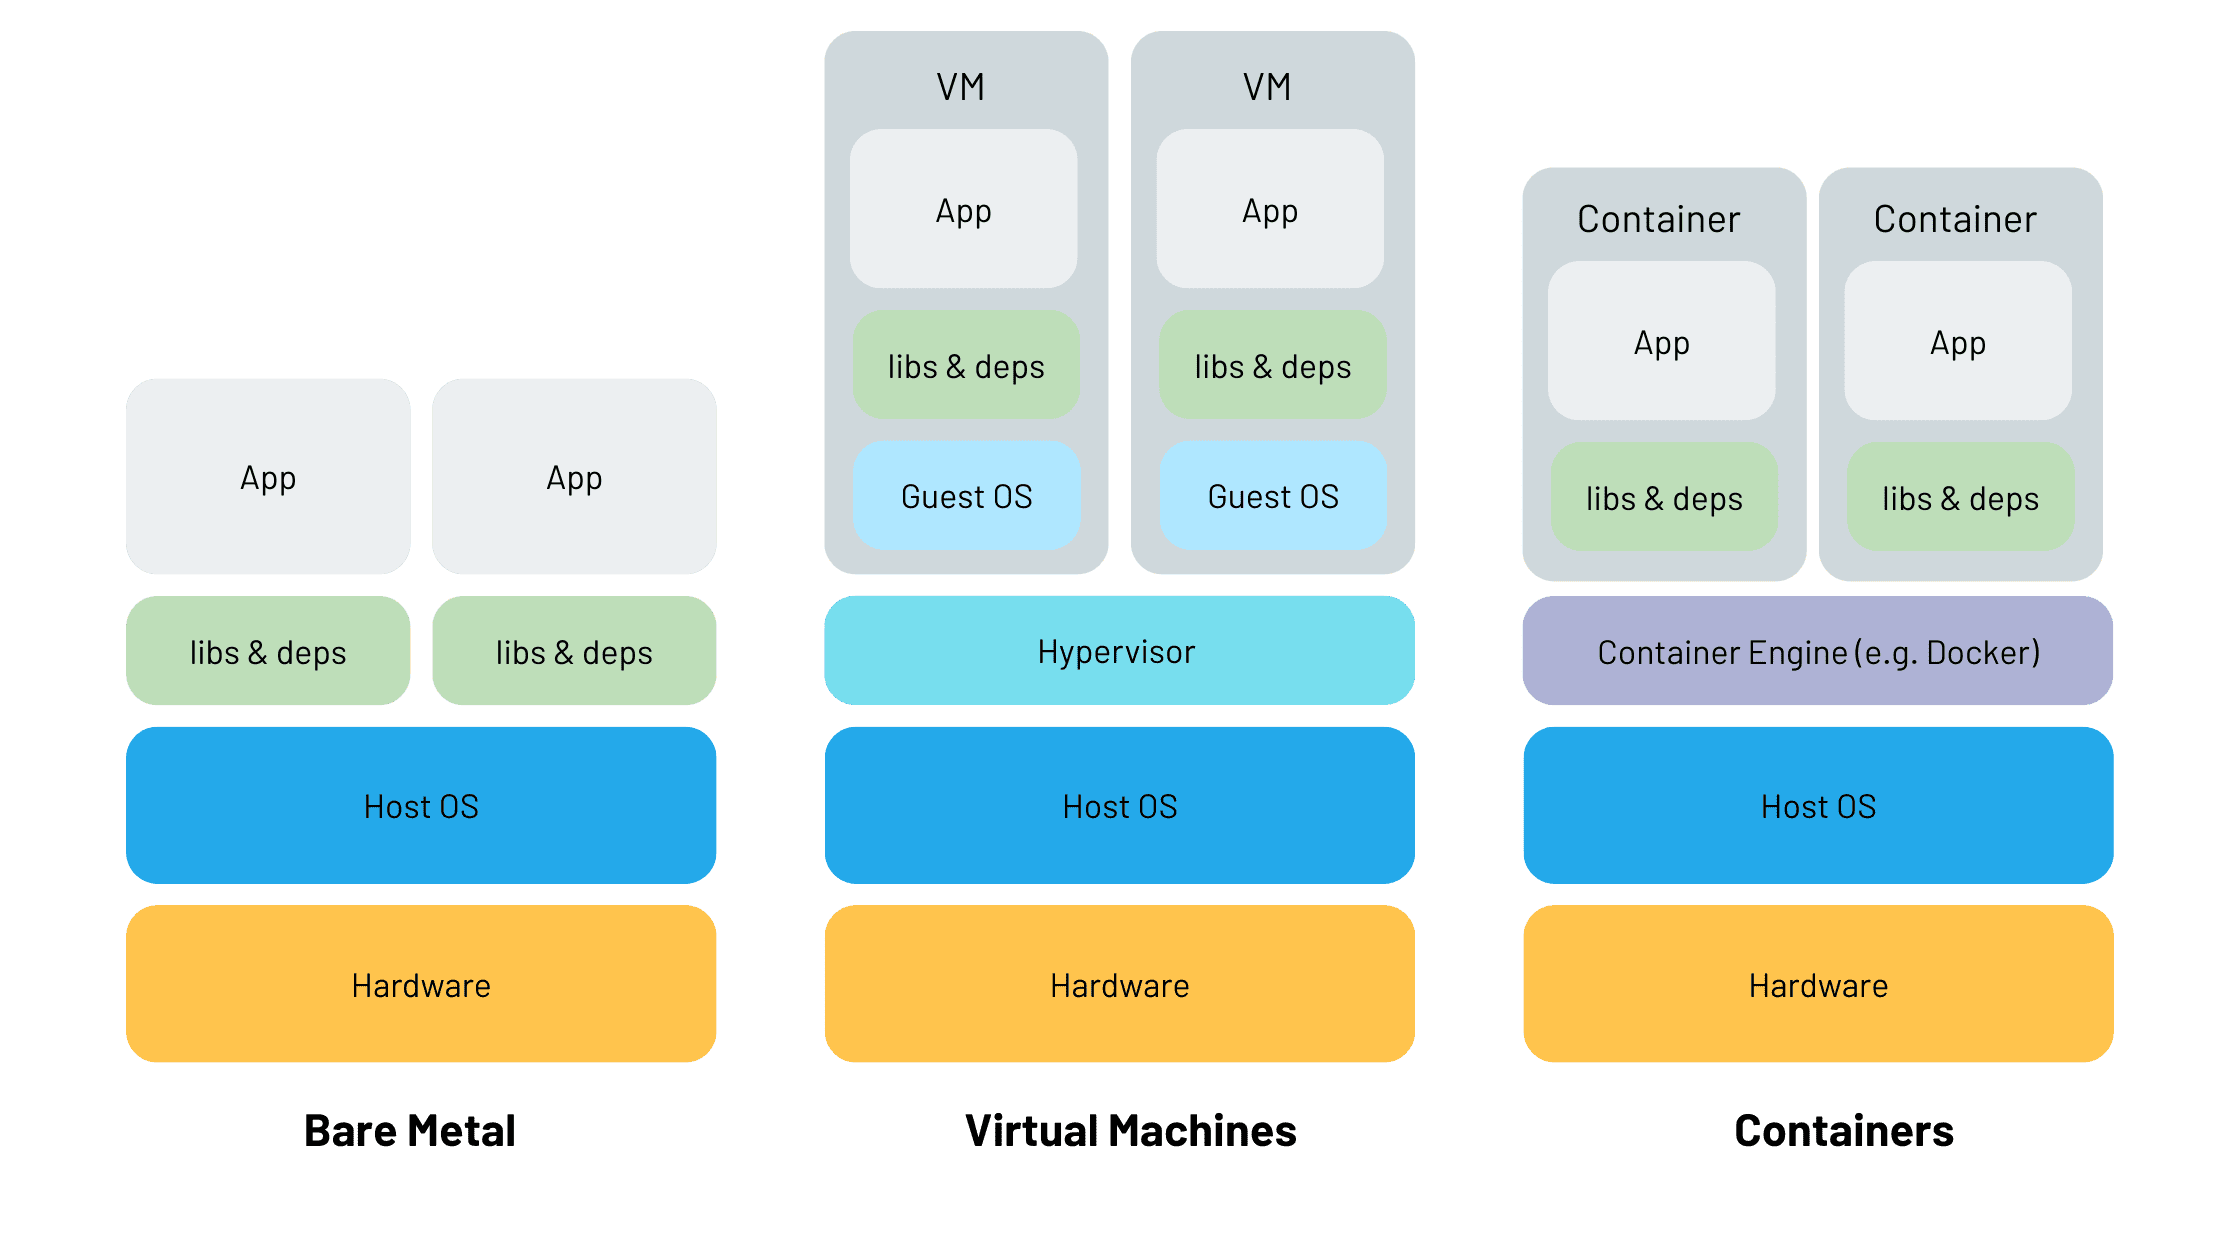 VM
VM
App
App
libs & deps
libs & deps
Guest OS
Guest OS
Container
Container
App
App
libs & deps
libs & deps
App
App
libs & deps
libs & deps
Hypervisor
Container Engine (e.g. Docker)
Host OS
Host OS
Host OS
Hardware
Hardware
Hardware
Bare Metal
Virtual Machines
Containers